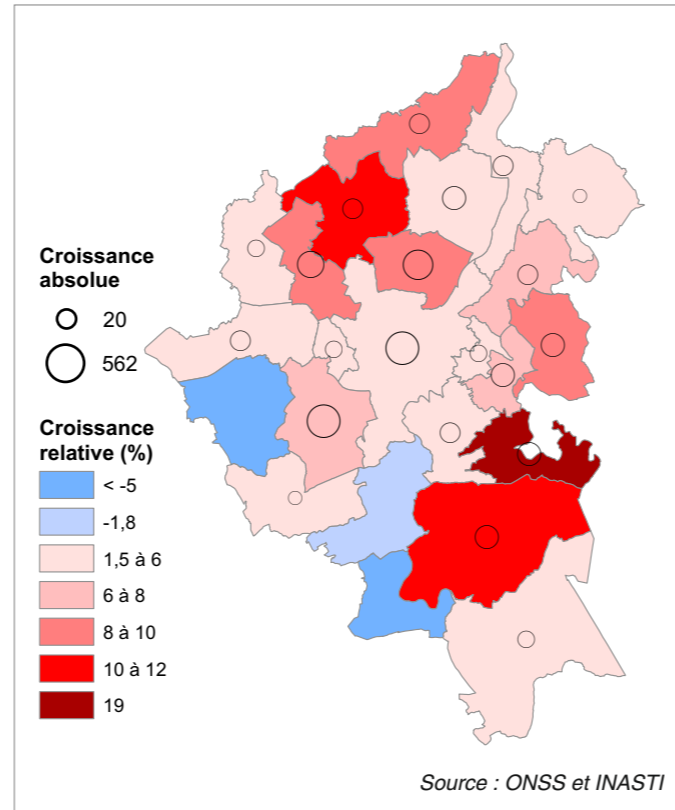 Croissance
absolue
20
562
Croissance
relative (%)
< -5
-1,8
1,5 à 6
6 à 8
8 à 10
10 à 12
19
Source : ONSS et INASTI